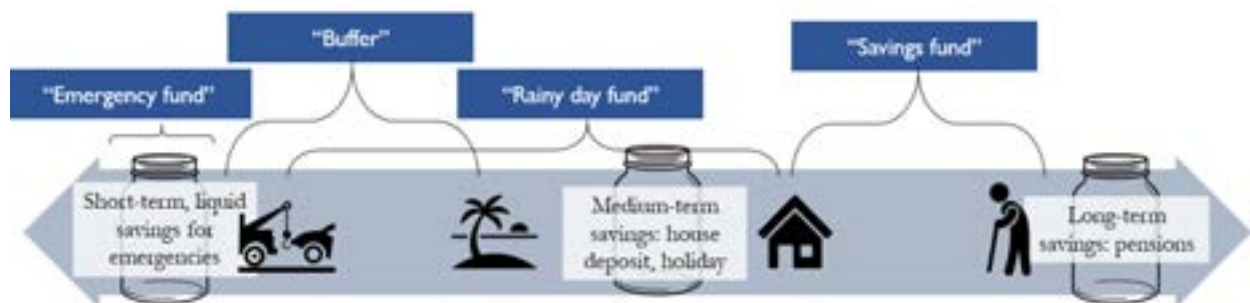 “Buffer”
“Savings fund”
“Emergency fund”
“Rainy day fund”
Short-term, liquid
savings for
emergencies
Medium-term
savings: house
deposit, holiday
Long-term
savings: pensions